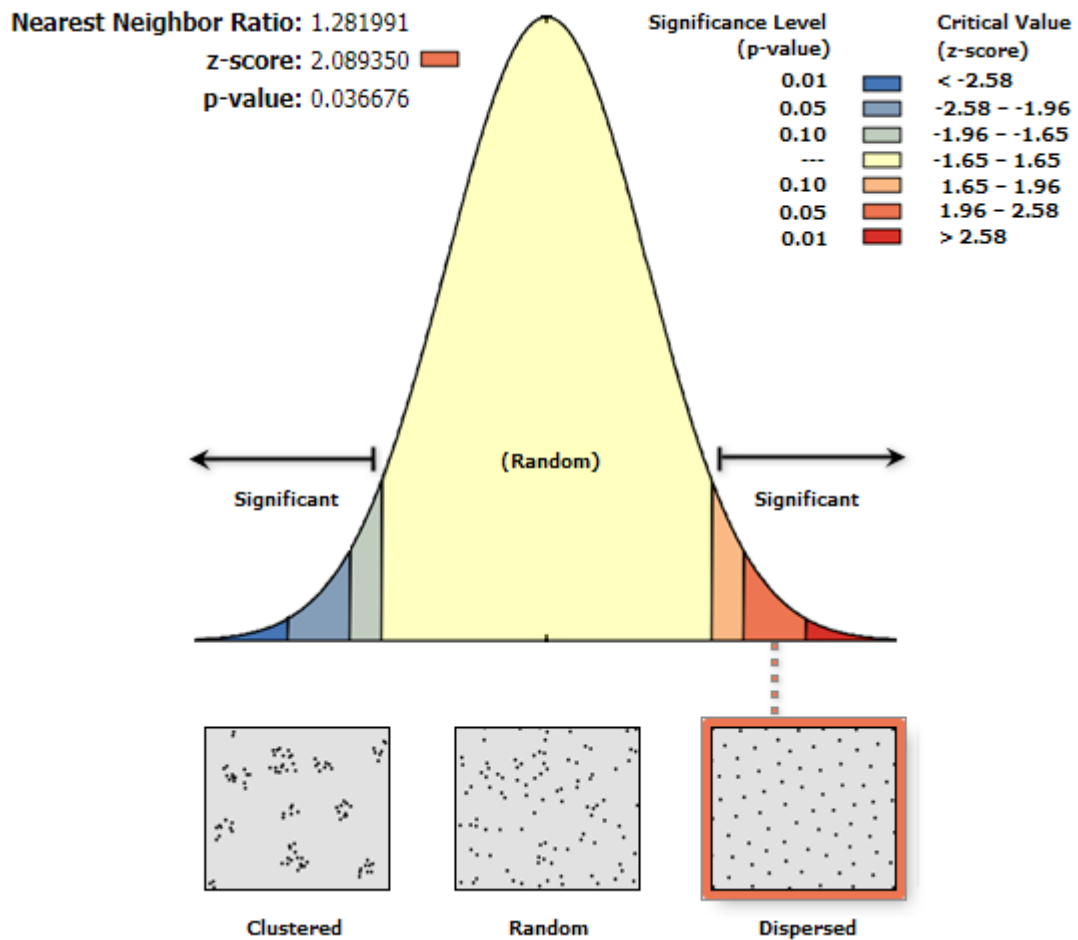 Nearest Neighbor Ratio: 1.281991
z-score: 2.089350
p-value: 0.036676
Significance Level
(p-value)
Critical Value
(z-score)
0.01 < -2.58
0.05 -2.58 – -1.96
0.10 -1.96 – -1.65
--- -1.65 – 1.65
0.10 1.65 – 1.96
0.05 1.96 – 2.58
0.01 > 2.58
(Random)
Significant
Significant
Clustered
Random
Dispersed